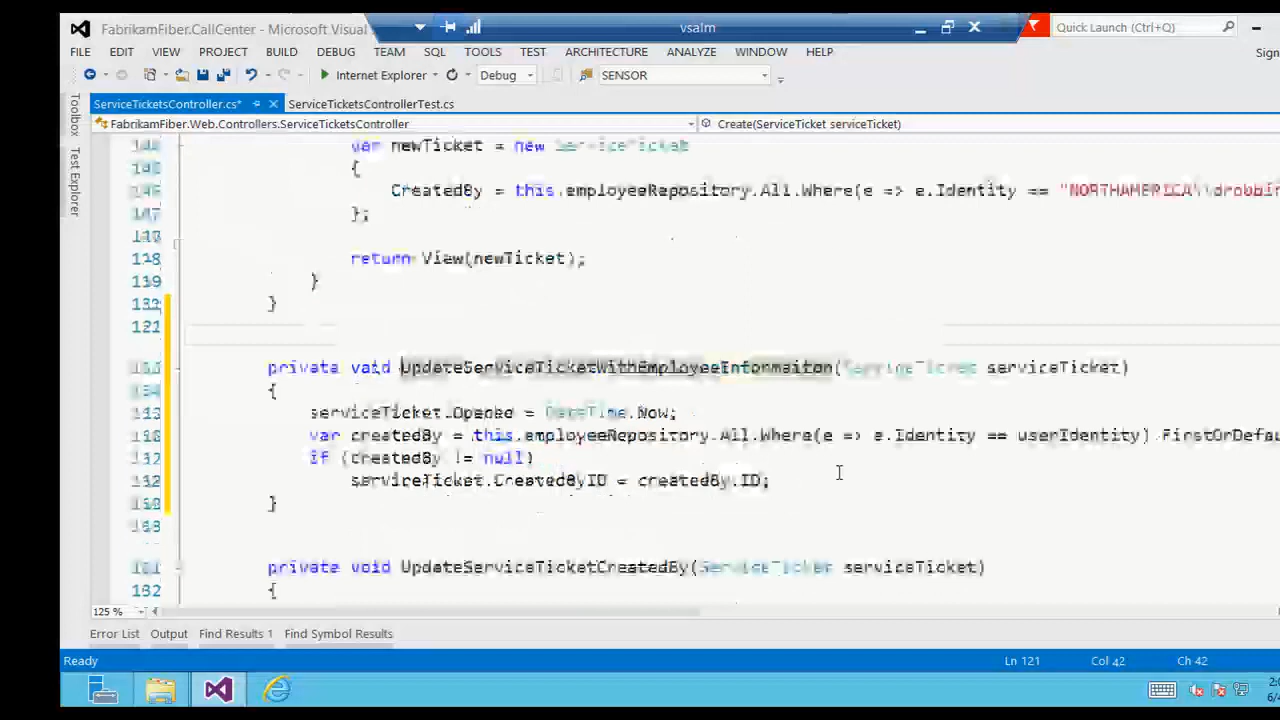 FabrikamFiber.CallCenter - Microsoft Visual
vsalm
Quick Launch (Ctrl+Q)
FILE EDIT VIEW PROJECT BUILD DEBUG TEAM SQL TOOLS TEST ARCHITECTURE ANALYZE WINDOW HELP
Sign
Internet Explorer Debug SENSOR
ServiceTicketsController.cs* ServiceTicketsControllerTest.cs
FabrikamFiber.Web.Controllers.ServiceTicketsController Create(ServiceTicket serviceTicket)
Toolbox
Test Explorer
var newTicket = new ServiceTicket
{
CreatedBy = this.employeeRepository.All.Where(e => e.Identity == "NORTHAMERICA\\drobbin
};
return View(newTicket);
}
}
private void UpdateServiceTicketWithEmployeeInformaiton(ServiceTicket serviceTicket)
{
serviceTicket.Opened = DateTime.Now;
var createdBy = this.employeeRepository.All.Where(e => e.Identity == userIdentity).FirstOrDefau
if (createdBy != null)
serviceTicket.CreatedByID = createdBy.ID;
}
private void UpdateServiceTicketCreatedBy(ServiceTicket serviceTicket)
{
125 %
Error List Output Find Results 1 Find Symbol Results
Ready Ln 121 Col 42 Ch 42
2:0
6/4